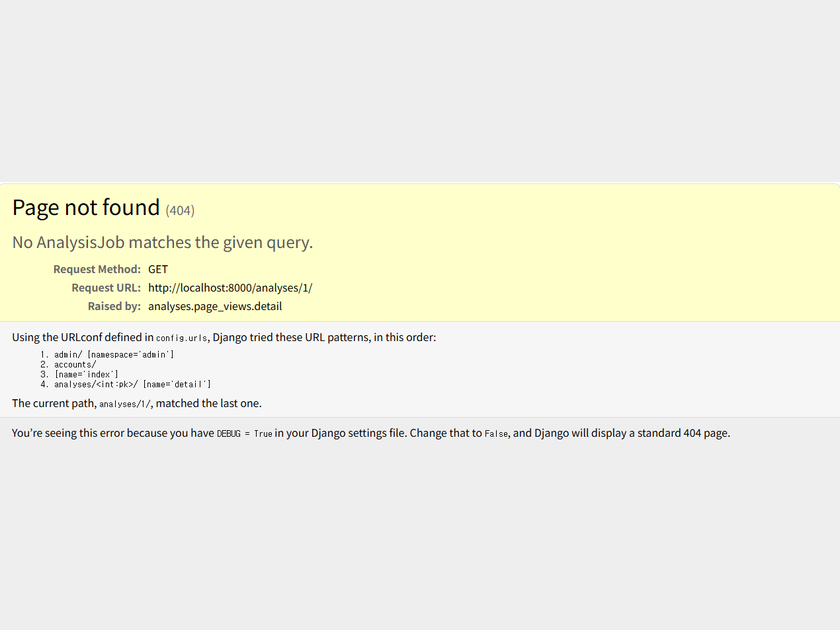 Page not found (404)
No AnalysisJob matches the given query.
Request Method: GET
Request URL: http://localhost:8000/analyses/1/
Raised by: analyses.page_views.detail
Using the URLconf defined in config.urls, Django tried these URL patterns, in this order:
1. admin/ [namespace='admin']
2. accounts/
3. [name='index']
4. analyses/<int:pk>/ [name='detail']
The current path, analyses/1/, matched the last one.
You’re seeing this error because you have DEBUG = True in your Django settings file. Change that to False, and Django will display a standard 404 page.